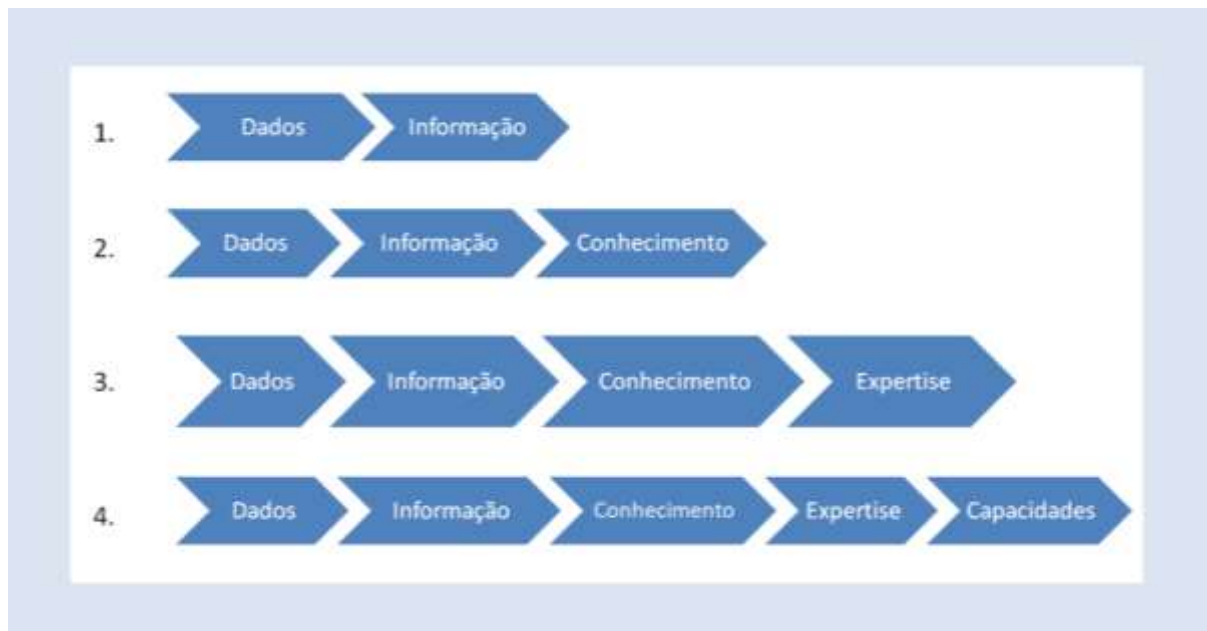 1. Dados Informação
2. Dados Informação Conhecimento
3. Dados Informação Conhecimento Expertise
4. Dados Informação Conhecimento Expertise Capacidades